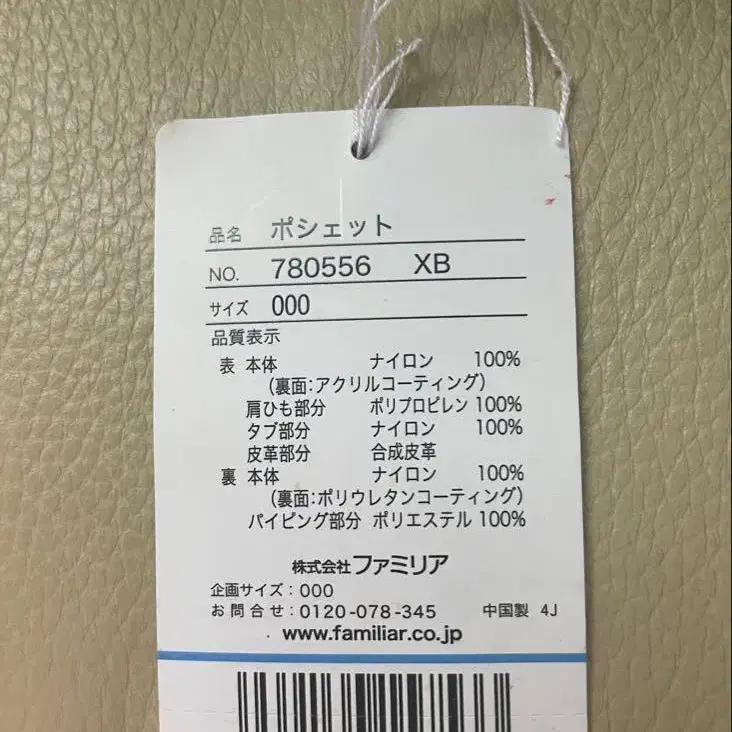 品名 ポシェット
NO. 780556 XB
サイズ 000
品質表示
表 本体 ナイロン 100%
(裏面:アクリルコーティング)
肩ひも部分 ポリプロピレン 100%
タブ部分 ナイロン 100%
皮革部分 合成皮革
裏 本体 ナイロン 100%
(裏面:ポリウレタンコーティング)
パイピング部分 ポリエステル 100%
株式会社ファミリア
企画サイズ:000
お問合せ:0120-078-345 中国製 4J
www.familiar.co.jp